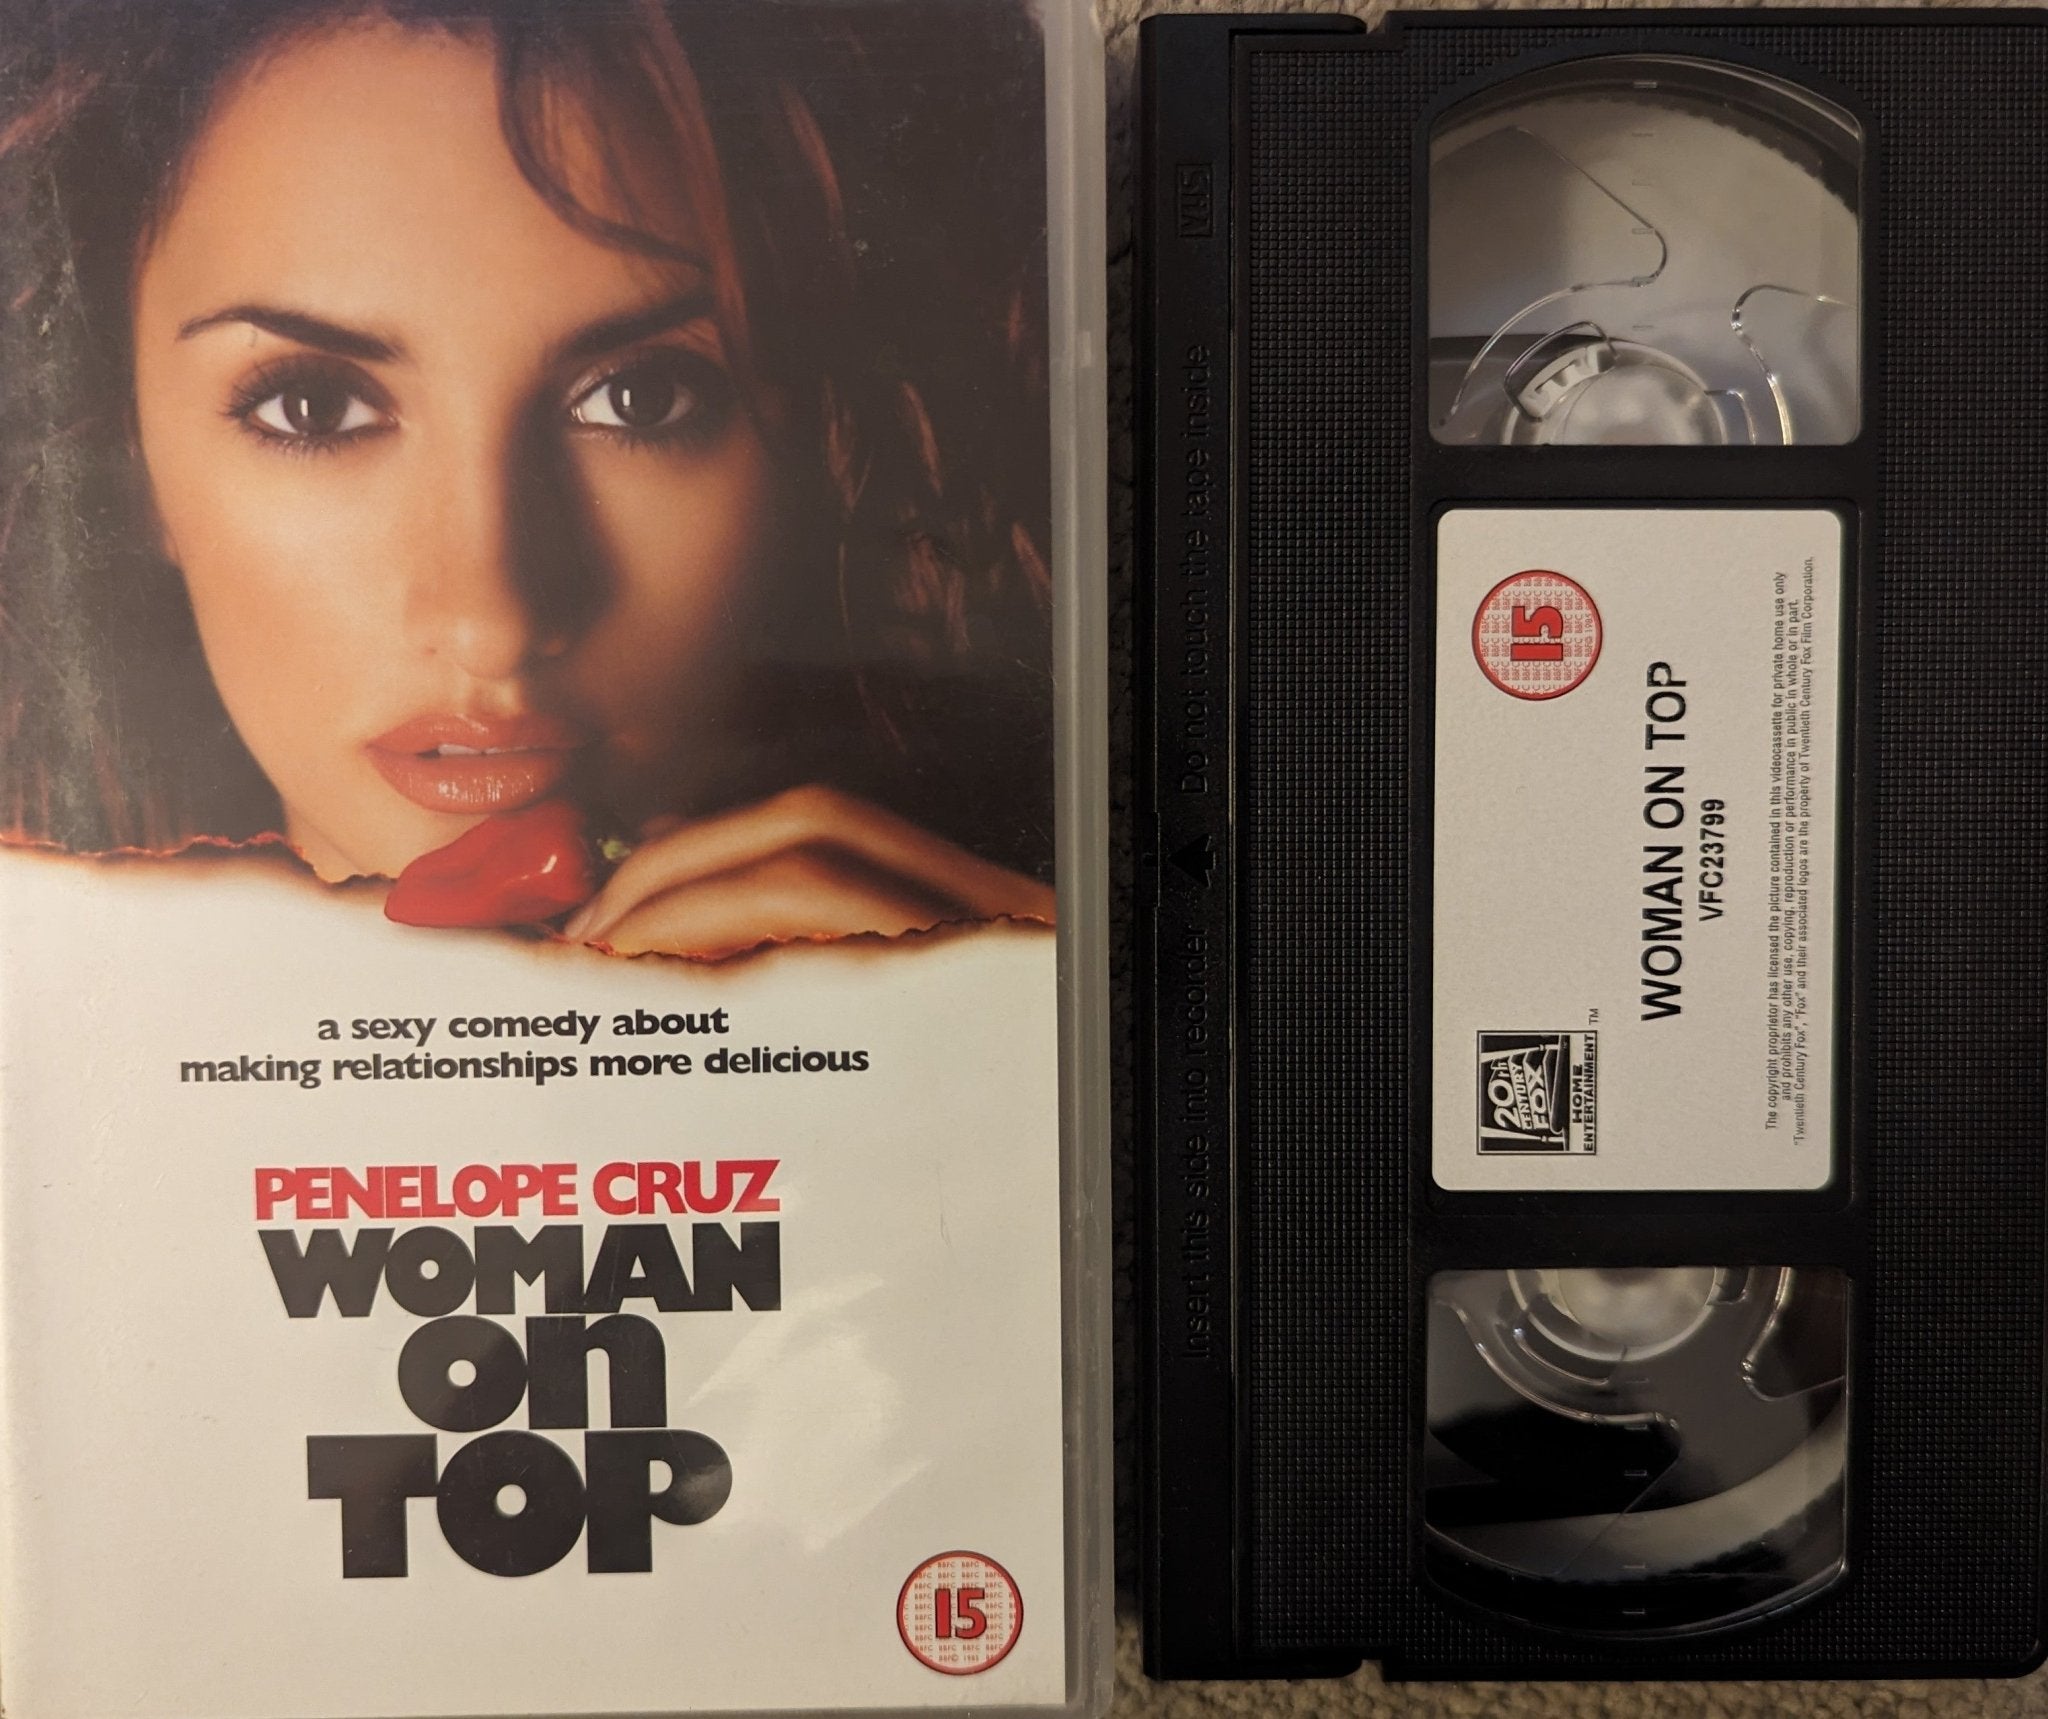 a sexy comedy about
making relationships more delicious
PENELOPE CRUZ
WOMAN
on
TOP
15
VHS
Insert this side into recorder ▲ Do not touch the tape inside
20TH
CENTURY
FOX
HOME
ENTERTAINMENT
TM
15
WOMAN ON TOP
VFC23799
The copyright proprietor has licensed the picture contained in this videocassette for private home use only
and prohibits any other use, copying, reproduction or performance in public in whole or in part.
"Twentieth Century Fox", "Fox" and their associated logos are the property of Twentieth Century Fox Film Corporation.